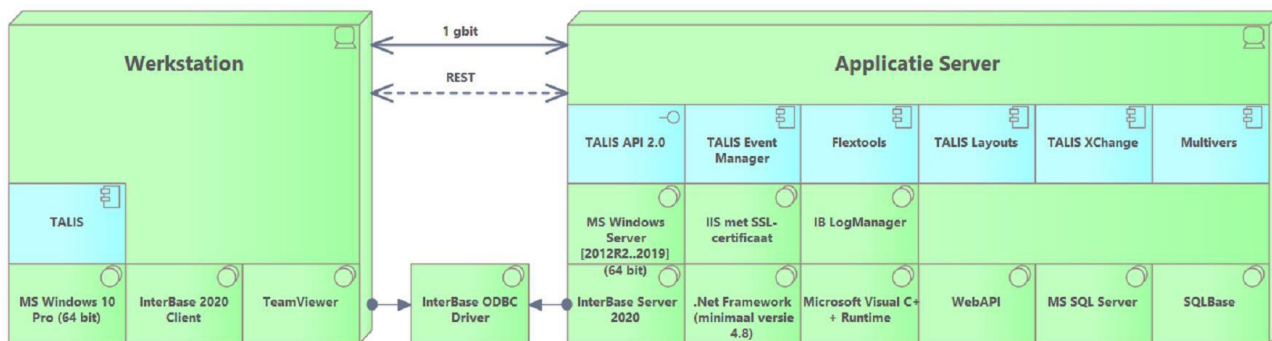 1 gbit
Werkstation
Applicatie Server
REST
TALIS API 2.0
TALIS Event
Manager
Flextools
TALIS Layouts
TALIS XChange
Multivers
TALIS
MS Windows
Server
[2012R2..2019]
(64 bit)
IIS met SSL-
certificaat
IB LogManager
MS Windows 10
Pro (64 bit)
InterBase 2020
Client
TeamViewer
InterBase ODBC
Driver
InterBase Server
2020
.Net Framework
(minimaal versie
4.8)
Microsoft Visual C+
+ Runtime
WebAPI
MS SQL Server
SQLBase